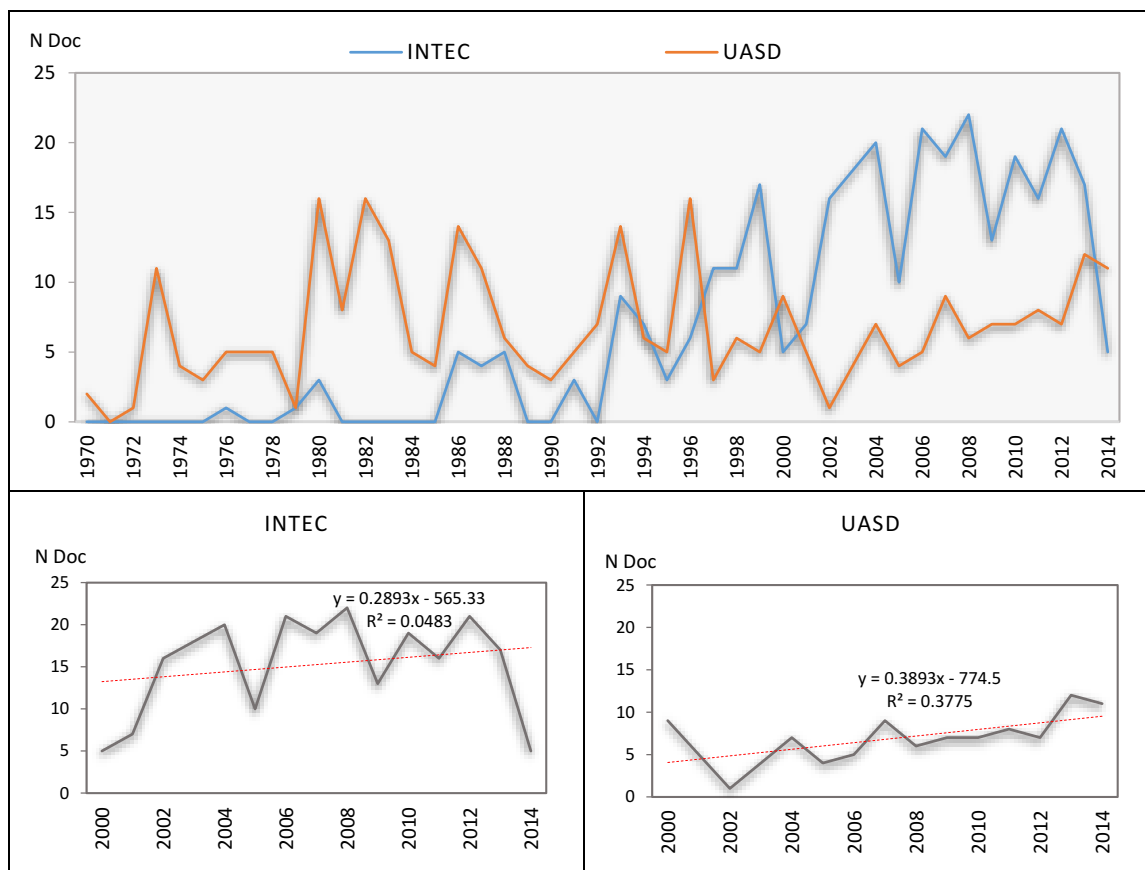 N Doc
INTEC UASD
25
20
15
10
5
0
1970 1972 1974 1976 1978 1980 1982 1984 1986 1988 1990 1992 1994 1996 1998 2000 2002 2004 2006 2008 2010 2012 2014
INTEC
N Doc
25
20
15
10
5
0
y = 0.2893x - 565.33
R² = 0.0483
2000 2002 2004 2006 2008 2010 2012 2014
UASD
N Doc
25
20
15
10
5
0
y = 0.3893x - 774.5
R² = 0.3775
2000 2002 2004 2006 2008 2010 2012 2014